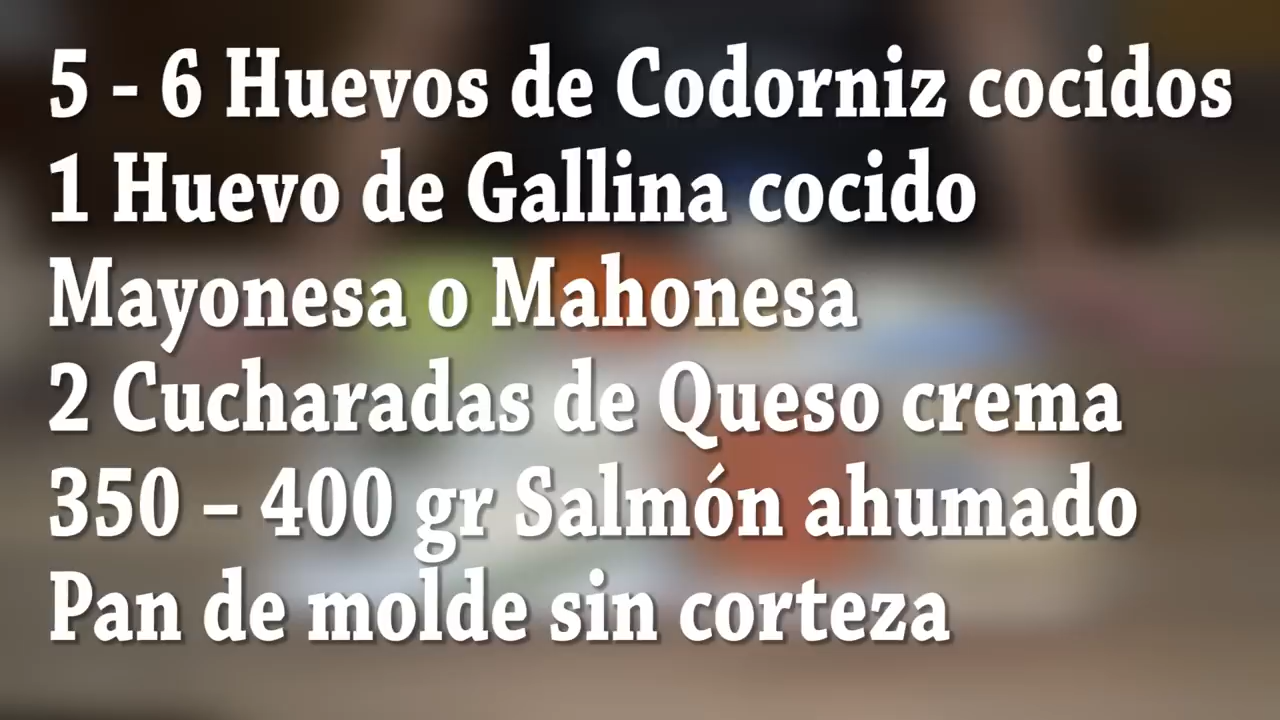 5 - 6 Huevos de Codorniz cocidos
1 Huevo de Gallina cocido
Mayonesa o Mahonesa
2 Cucharadas de Queso crema
350 – 400 gr Salmón ahumado
Pan de molde sin corteza